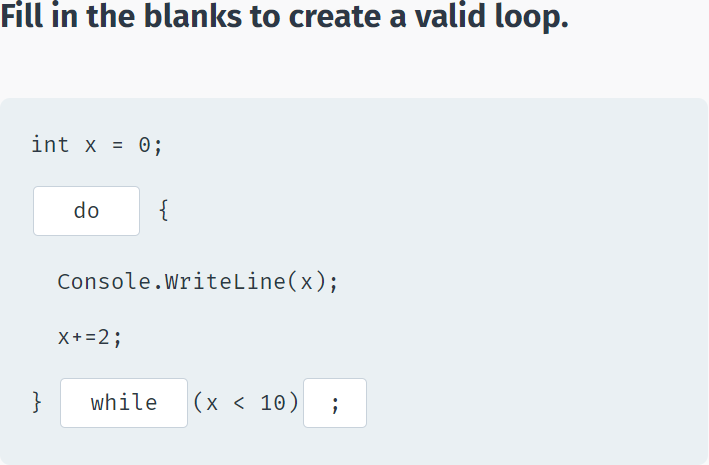 Fill in the blanks to create a valid loop.
int x = 0;
do {
Console.WriteLine(x);
x+=2;
} while (x < 10) ;